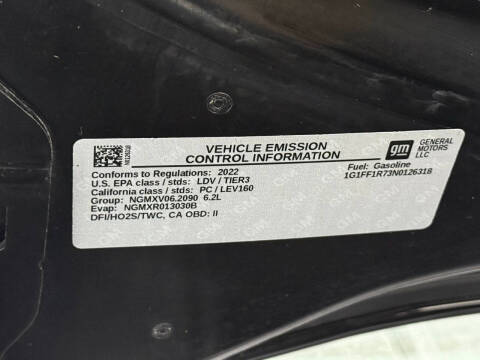 VEHICLE EMISSION
CONTROL INFORMATION
gm
GENERAL
MOTORS
LLC
N0126318
Conforms to Regulations: 2022
Fuel: Gasoline
U.S. EPA class / stds: LDV / TIER3
1G1FF1R73N0126318
California class / stds: PC / LEV160
Group: NGMXV06.2090 6.2L
Evap: NGMXR013030B
DFI/HO2S/TWC, CA OBD: II